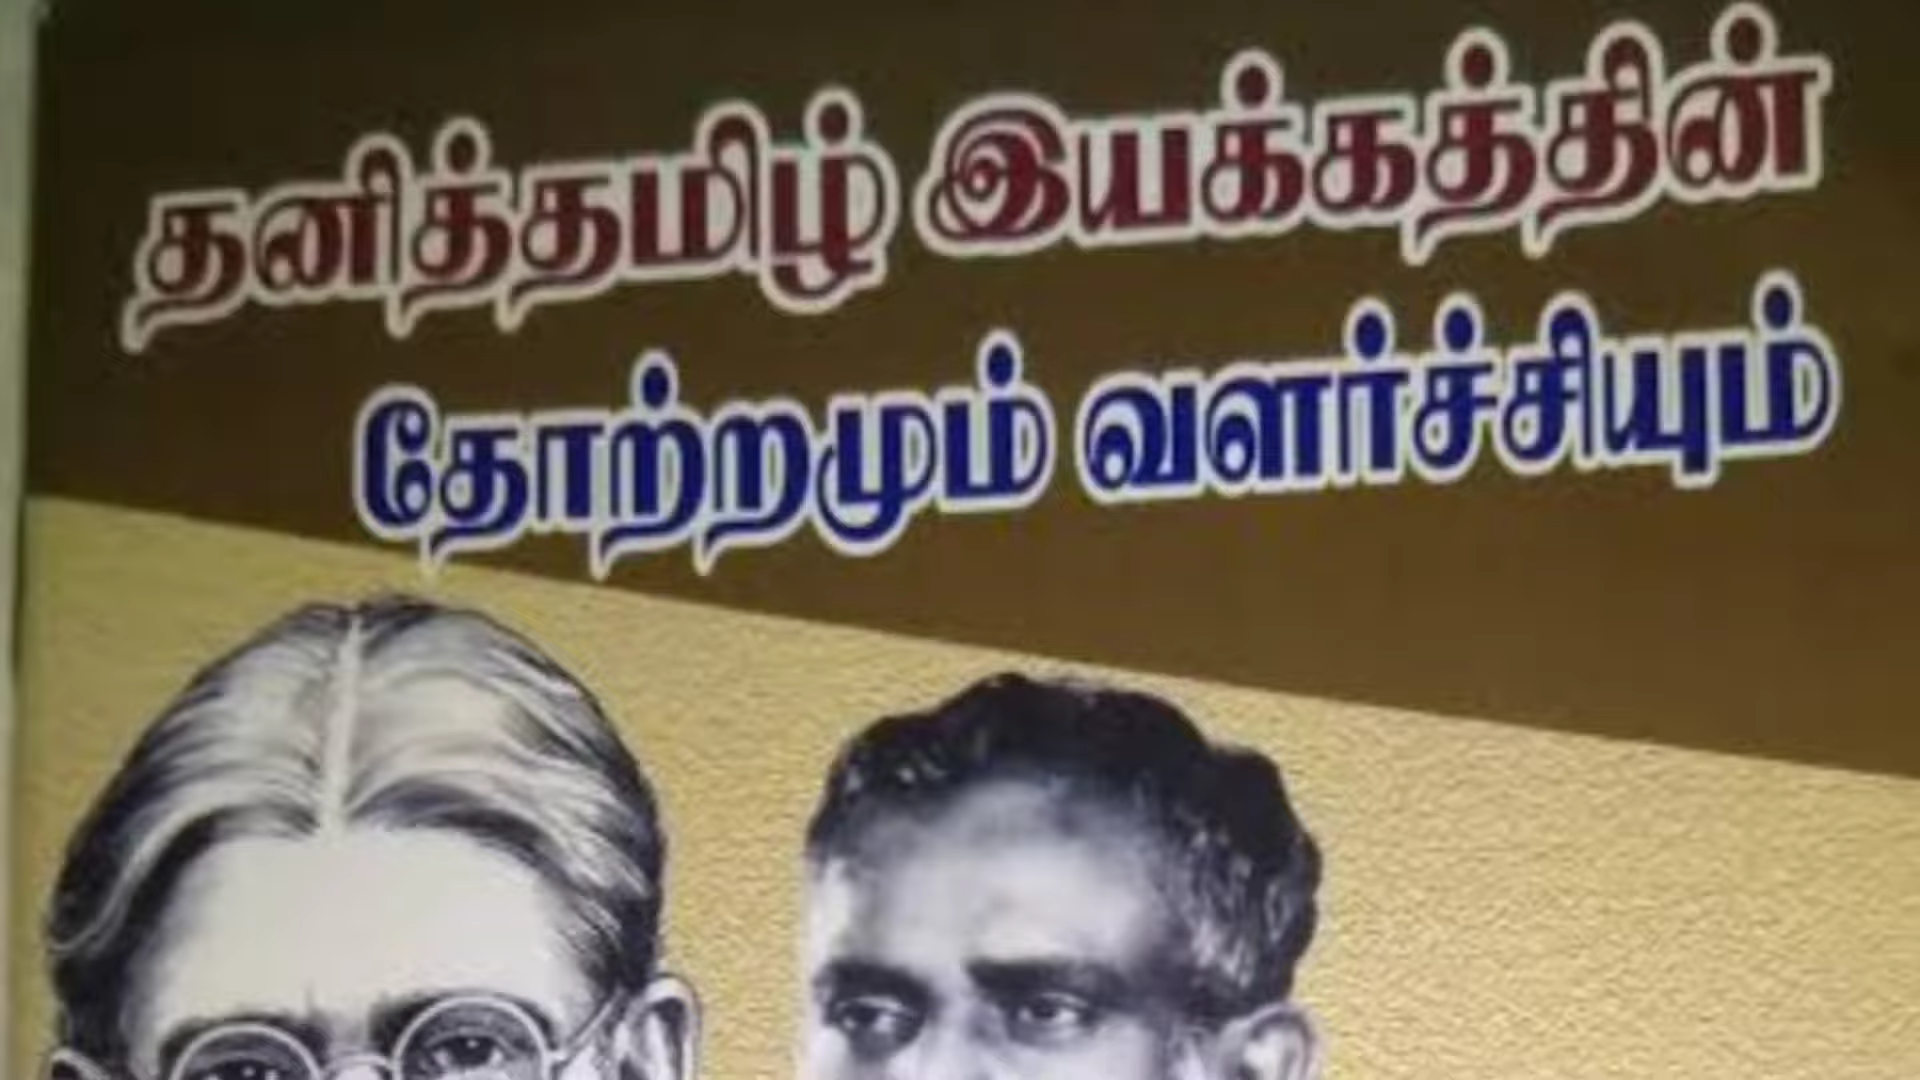 தனித்தமிழ் இயக்கத்தின்
தோற்றமும் வளர்ச்சியும்